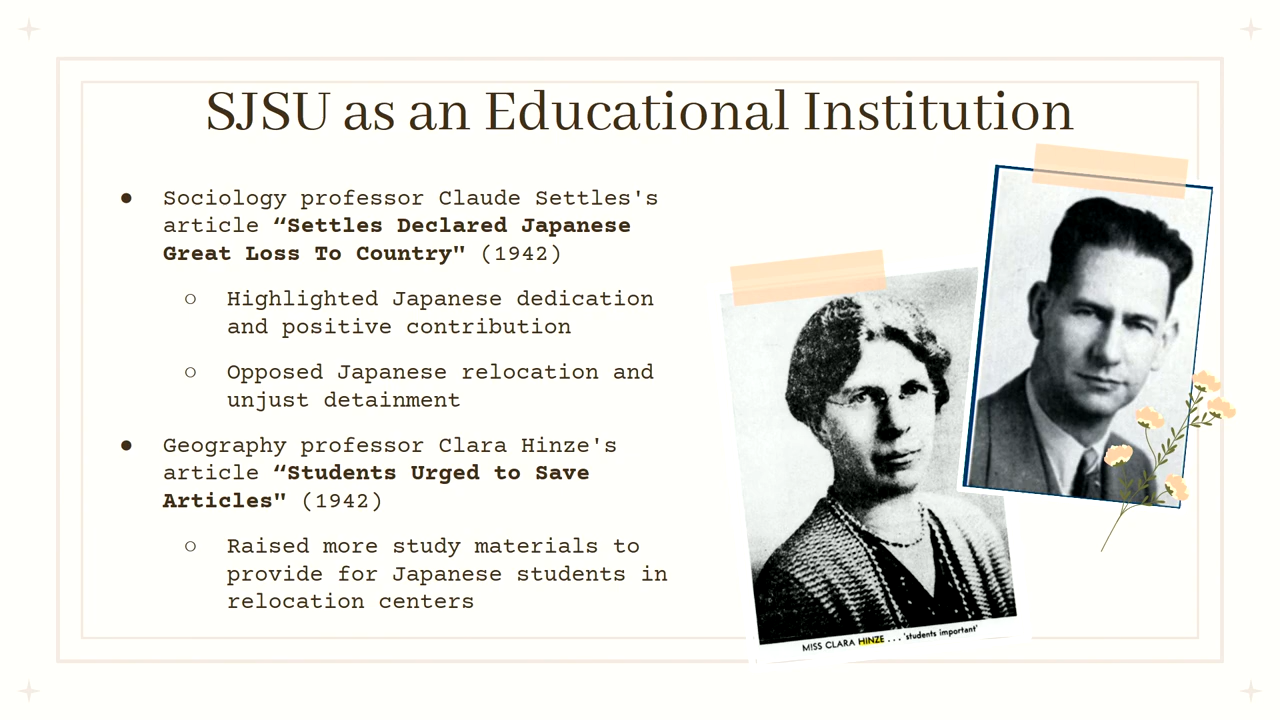 SJSU as an Educational Institution
● Sociology professor Claude Settles's
article “Settles Declared Japanese
Great Loss To Country" (1942)
○ Highlighted Japanese dedication
and positive contribution
○ Opposed Japanese relocation and
unjust detainment
● Geography professor Clara Hinze's
article “Students Urged to Save
Articles" (1942)
○ Raised more study materials to
provide for Japanese students in
relocation centers
MISS CLARA HINZE . . . 'students important'